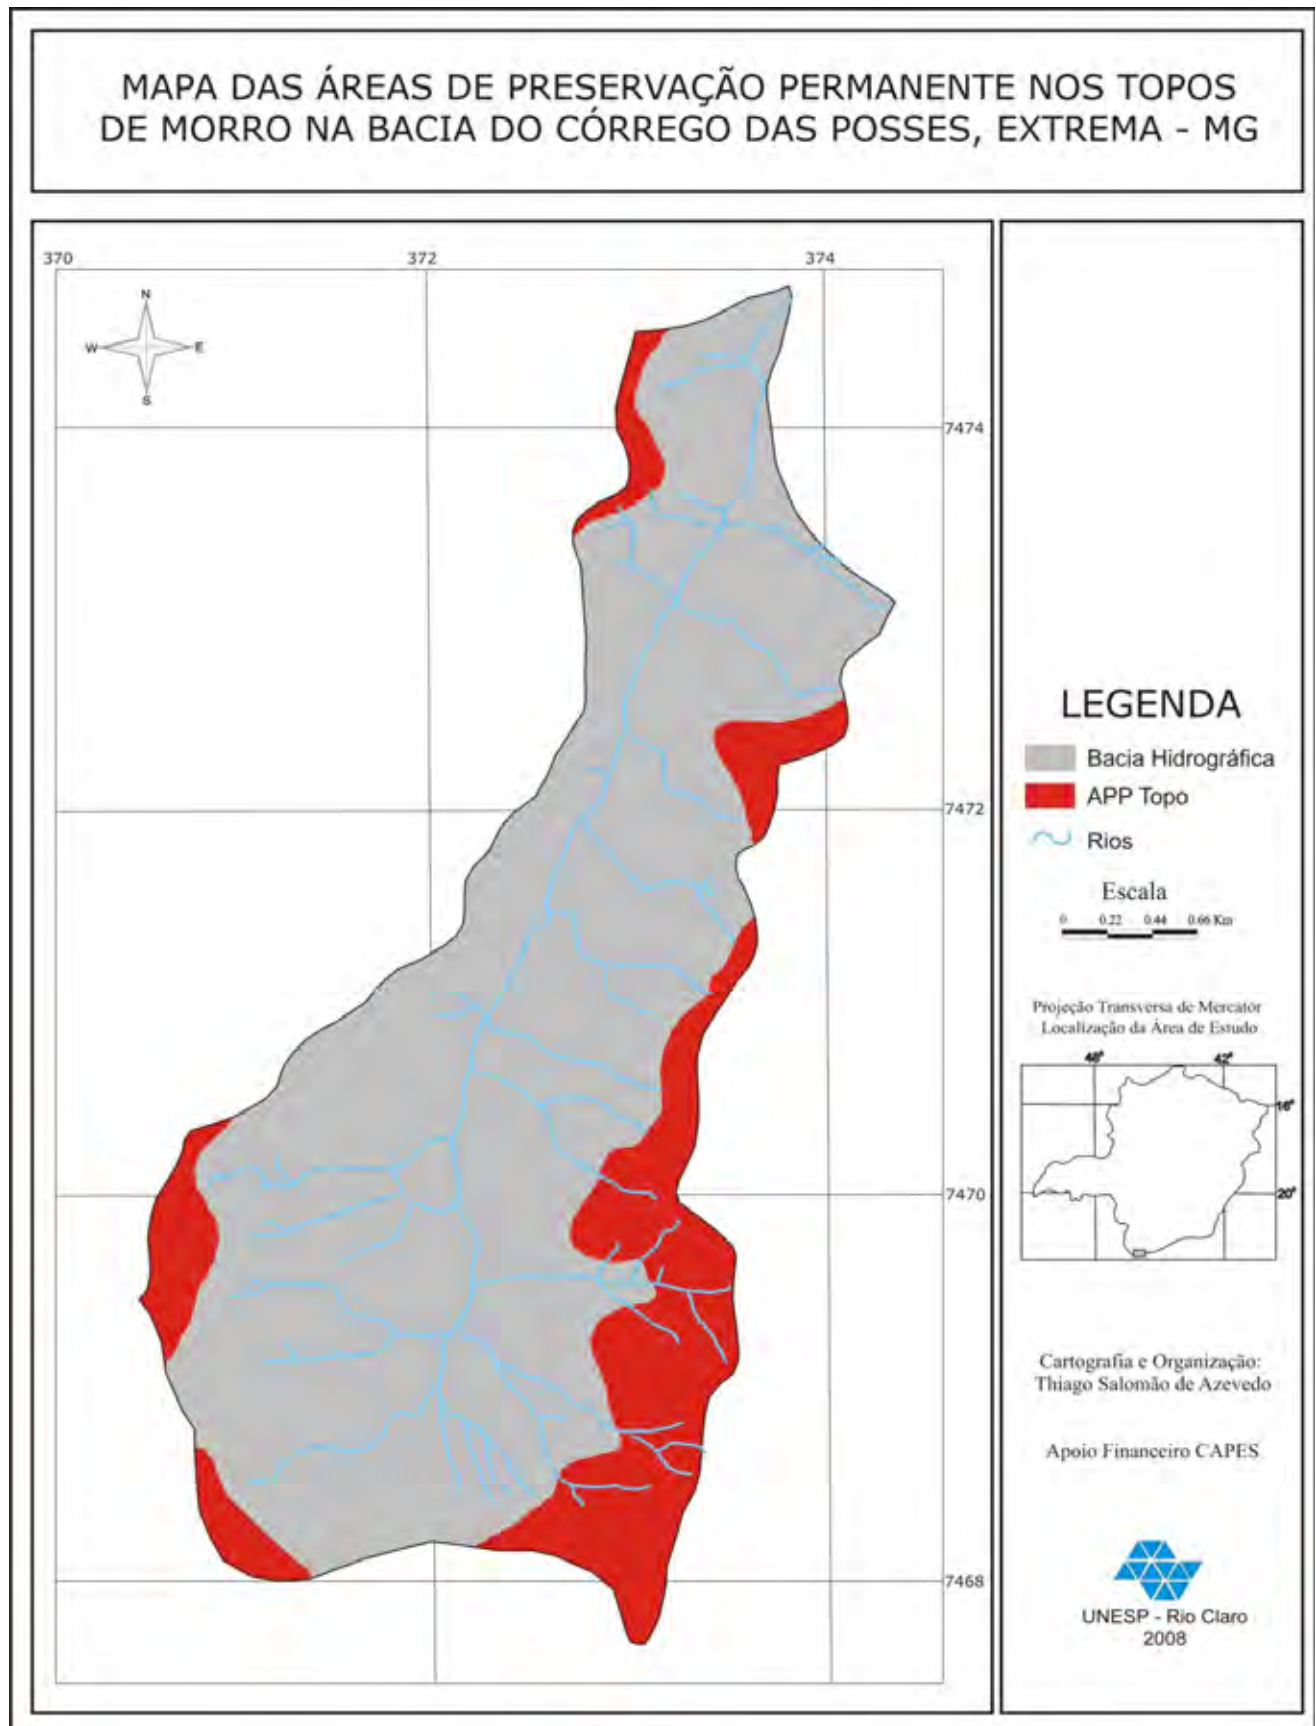 MAPA DAS ÁREAS DE PRESERVAÇÃO PERMANENTE NOS TOPOS
DE MORRO NA BACIA DO CÓRREGO DAS POSSES, EXTREMA - MG
370 372 374
N
W E
S
7474
7472
7470
7468
LEGENDA
Bacia Hidrográfica
APP Topo
Rios
Escala
0 0.22 0.44 0.66 Km
Projeção Transversa de Mercator
Localização da Área de Estudo
48° 42°
16°
20°
Cartografia e Organização:
Thiago Salomão de Azevedo
Apoio Financeiro CAPES
UNESP - Rio Claro
2008